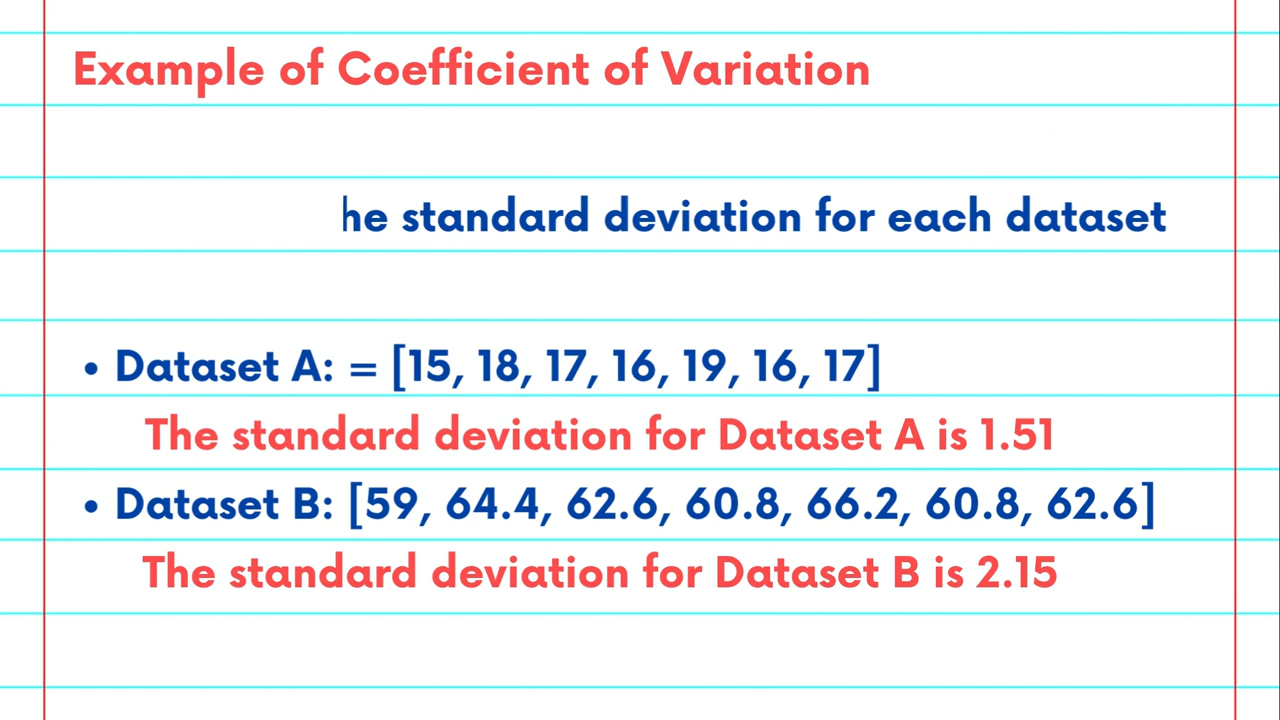 Example of Coefficient of Variation
he standard deviation for each dataset
• Dataset A: = [15, 18, 17, 16, 19, 16, 17]
The standard deviation for Dataset A is 1.51
• Dataset B: [59, 64.4, 62.6, 60.8, 66.2, 60.8, 62.6]
The standard deviation for Dataset B is 2.15